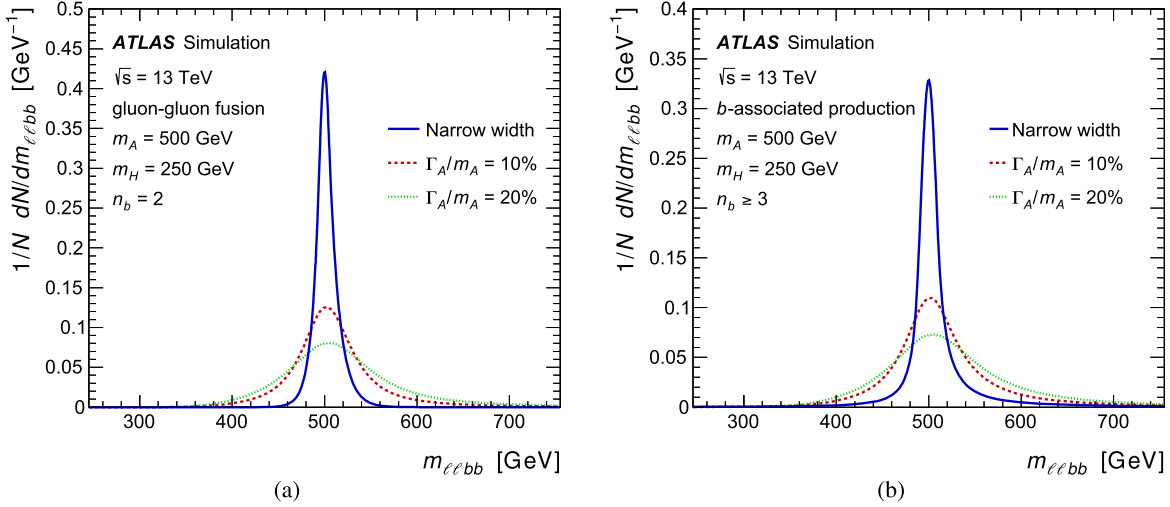 1/N dN/dm_ℓℓbb [GeV⁻¹]
0.5
0.45
0.4
0.35
0.3
0.25
0.2
0.15
0.1
0.05
0
ATLAS Simulation
√s = 13 TeV
gluon-gluon fusion
m_A = 500 GeV
m_H = 250 GeV
n_b = 2
Narrow width
Γ_A/m_A = 10%
Γ_A/m_A = 20%
300 400 500 600 700
m_ℓℓbb [GeV]
(a)
1/N dN/dm_ℓℓbb [GeV⁻¹]
0.4
0.35
0.3
0.25
0.2
0.15
0.1
0.05
0
ATLAS Simulation
√s = 13 TeV
b-associated production
m_A = 500 GeV
m_H = 250 GeV
n_b ≥ 3
Narrow width
Γ_A/m_A = 10%
Γ_A/m_A = 20%
300 400 500 600 700
m_ℓℓbb [GeV]
(b)